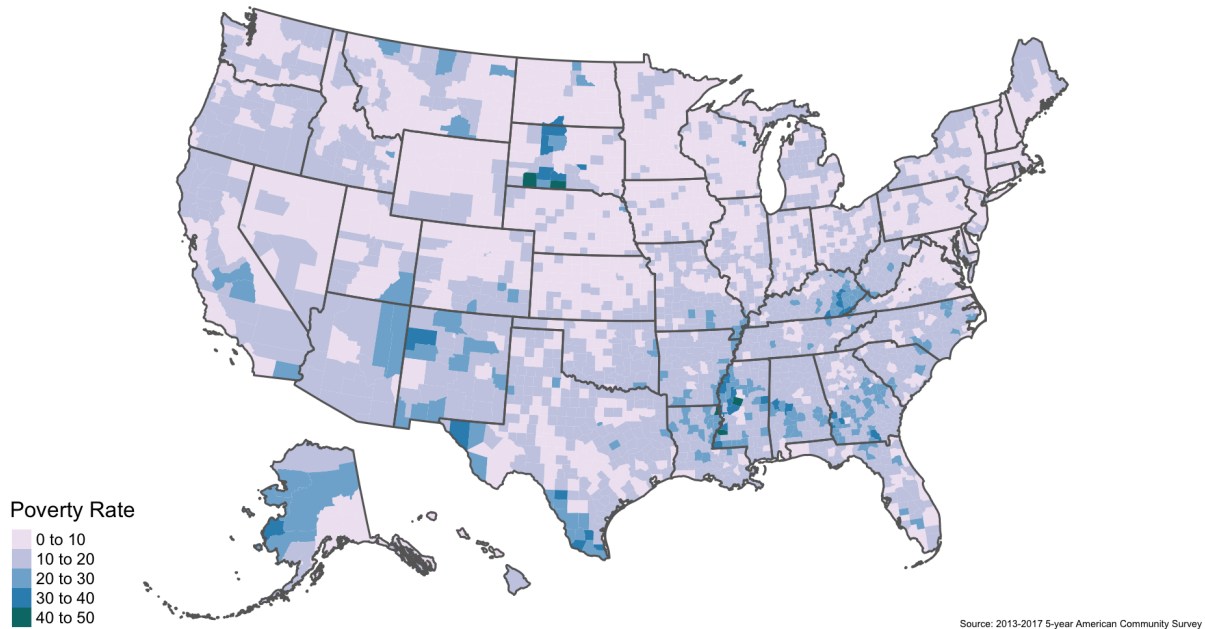 Poverty Rate
0 to 10
10 to 20
20 to 30
30 to 40
40 to 50
Source: 2013-2017 5-year American Community Survey